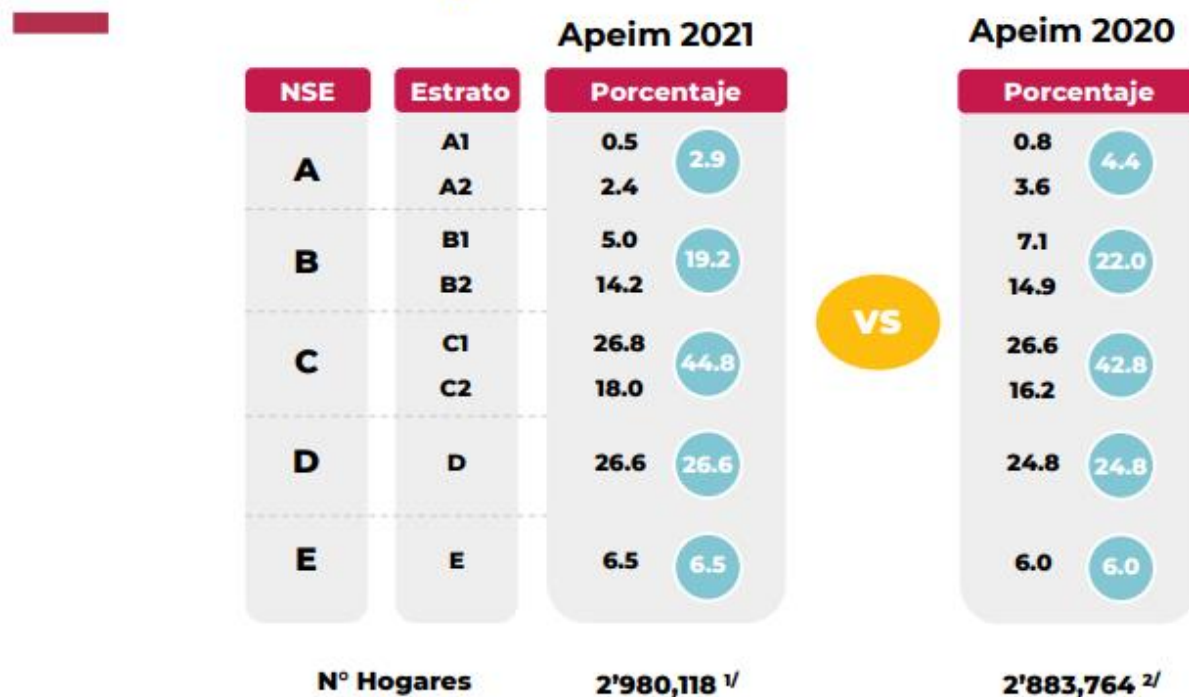 Apeim 2021 Apeim 2020
NSE Estrato Porcentaje Porcentaje
A1 0.5 0.8
A 2.9 4.4
A2 2.4 3.6
B1 5.0 7.1
B 19.2 22.0
B2 14.2 14.9
VS
C1 26.8 26.6
C 44.8 42.8
C2 18.0 16.2
D D 26.6 26.6 24.8 24.8
E E 6.5 6.5 6.0 6.0
N° Hogares 2'980,118 1/ 2'883,764 2/